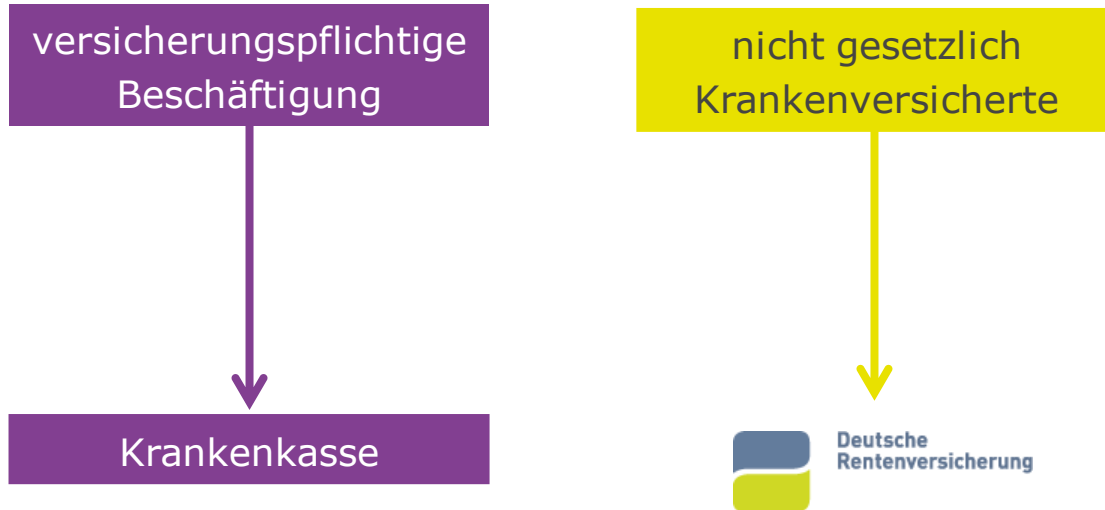 versicherungspflichtige
Beschäftigung
nicht gesetzlich
Krankenversicherte
Krankenkasse
Deutsche
Rentenversicherung